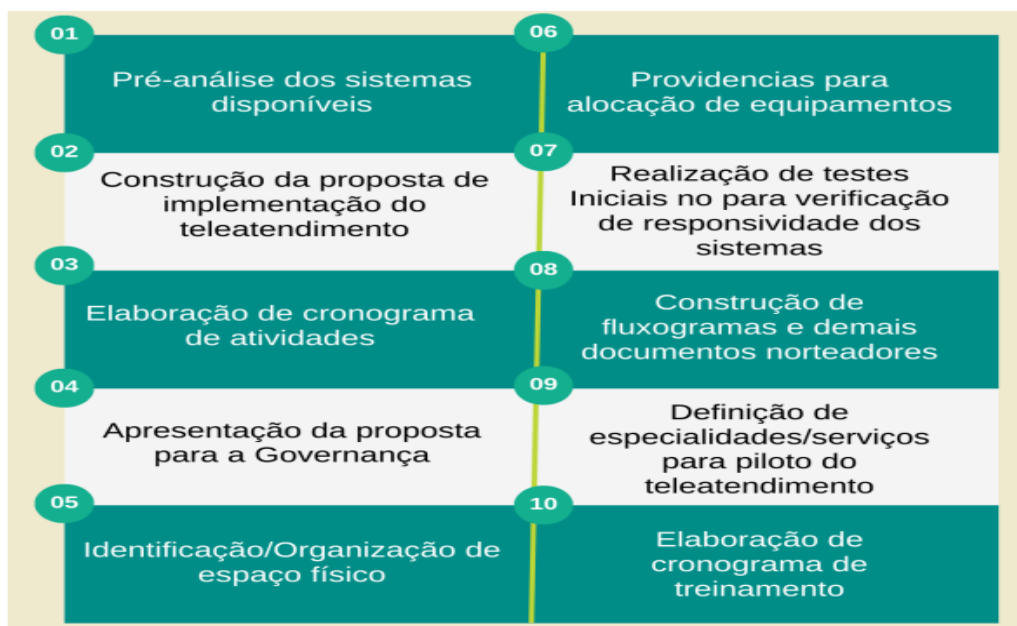 01
Pré-análise dos sistemas
disponíveis
02
Construção da proposta de
implementação do
teleatendimento
03
Elaboração de cronograma
de atividades
04
Apresentação da proposta
para a Governança
05
Identificação/Organização de
espaço físico
06
Providencias para
alocação de equipamentos
07
Realização de testes
Iniciais no para verificação
de responsividade dos
sistemas
08
Construção de
fluxogramas e demais
documentos norteadores
09
Definição de
especialidades/serviços
para piloto do
teleatendimento
10
Elaboração de
cronograma de
treinamento